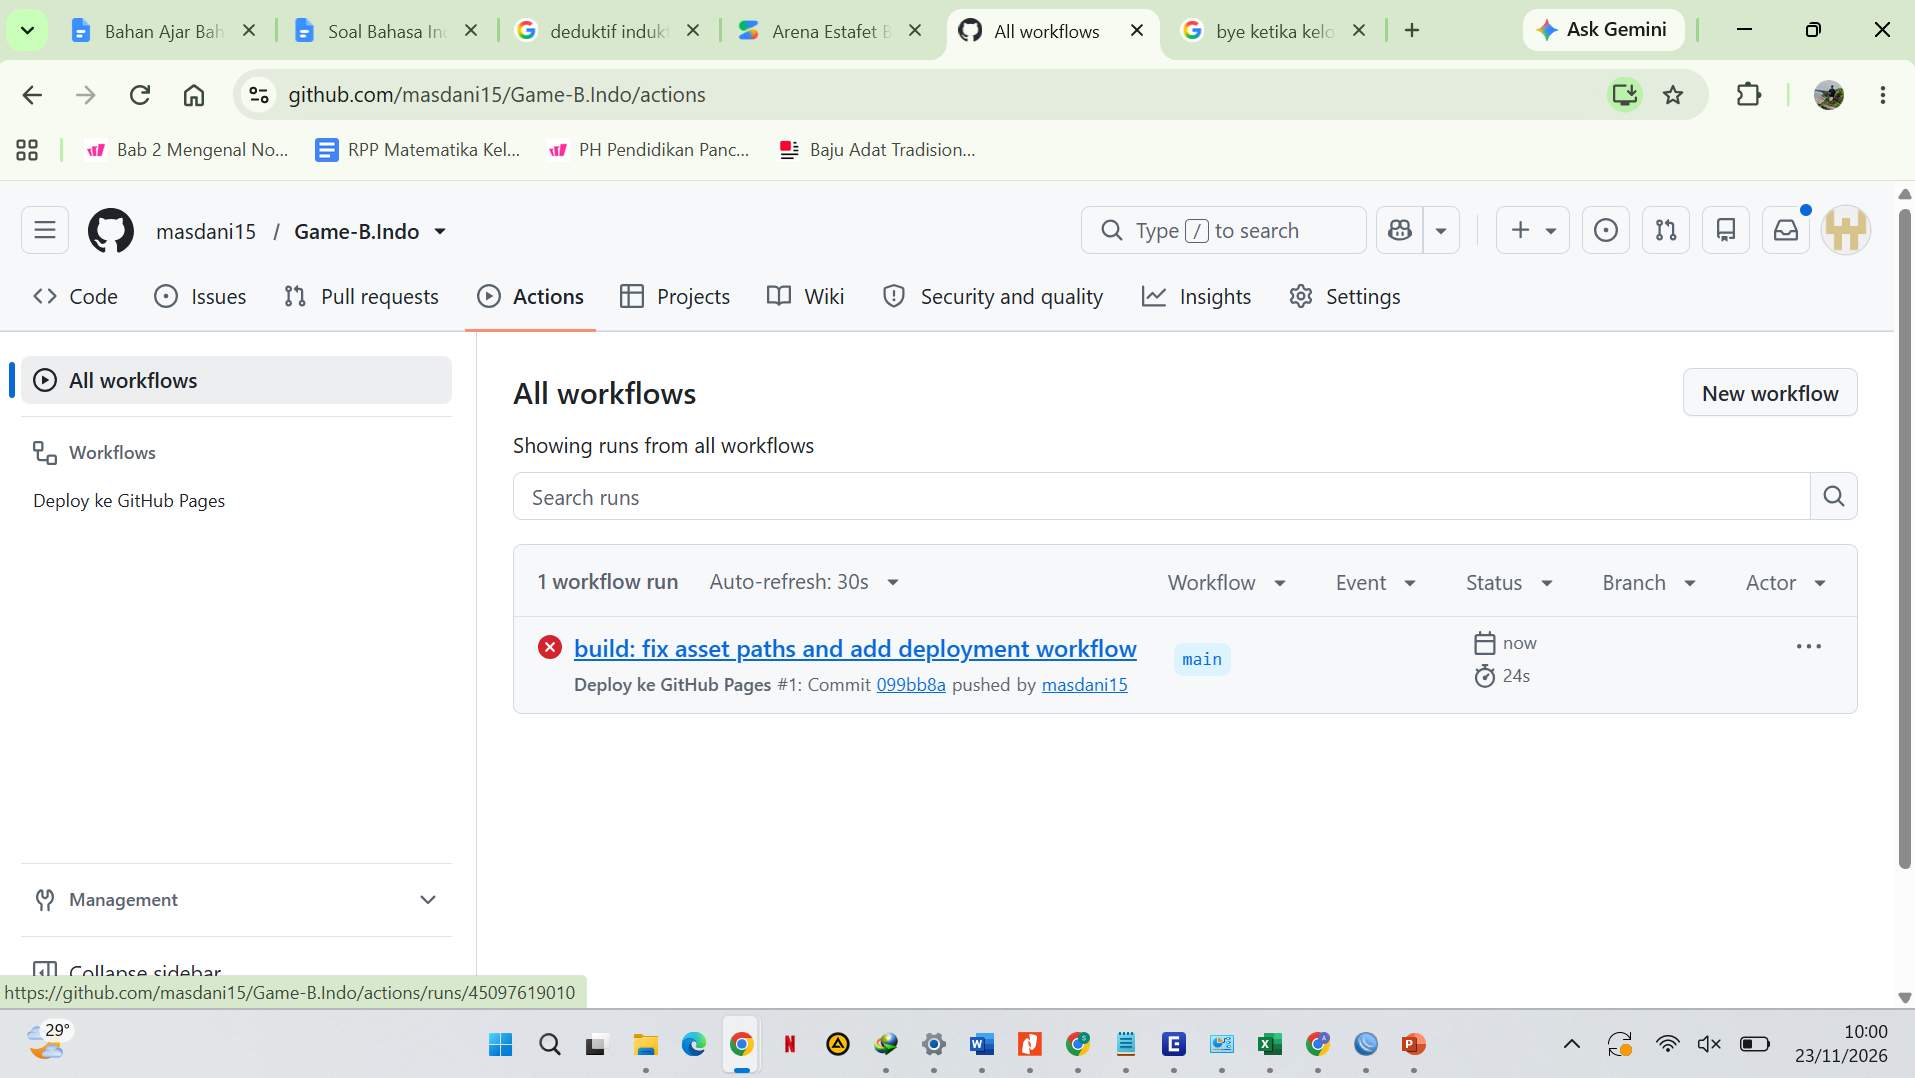 Bahan Ajar Bah
Soal Bahasa Inc
deduktif indukt
Arena Estafet B
All workflows
bye ketika kelo
Ask Gemini
github.com/masdani15/Game-B.Indo/actions
Bab 2 Mengenal No...
RPP Matematika Kel...
PH Pendidikan Panc...
Baju Adat Tradision...
masdani15 / Game-B.Indo
Type / to search
Code
Issues
Pull requests
Actions
Projects
Wiki
Security and quality
Insights
Settings
All workflows
Workflows
Deploy ke GitHub Pages
Management
Collapse sidebar
All workflows
New workflow
Showing runs from all workflows
Search runs
1 workflow run
Auto-refresh: 30s
Workflow
Event
Status
Branch
Actor
build: fix asset paths and add deployment workflow
Deploy ke GitHub Pages #1: Commit 099bb8a pushed by masdani15
main
now
24s
https://github.com/masdani15/Game-B.Indo/actions/runs/45097619010
29°
10:00
23/11/2026